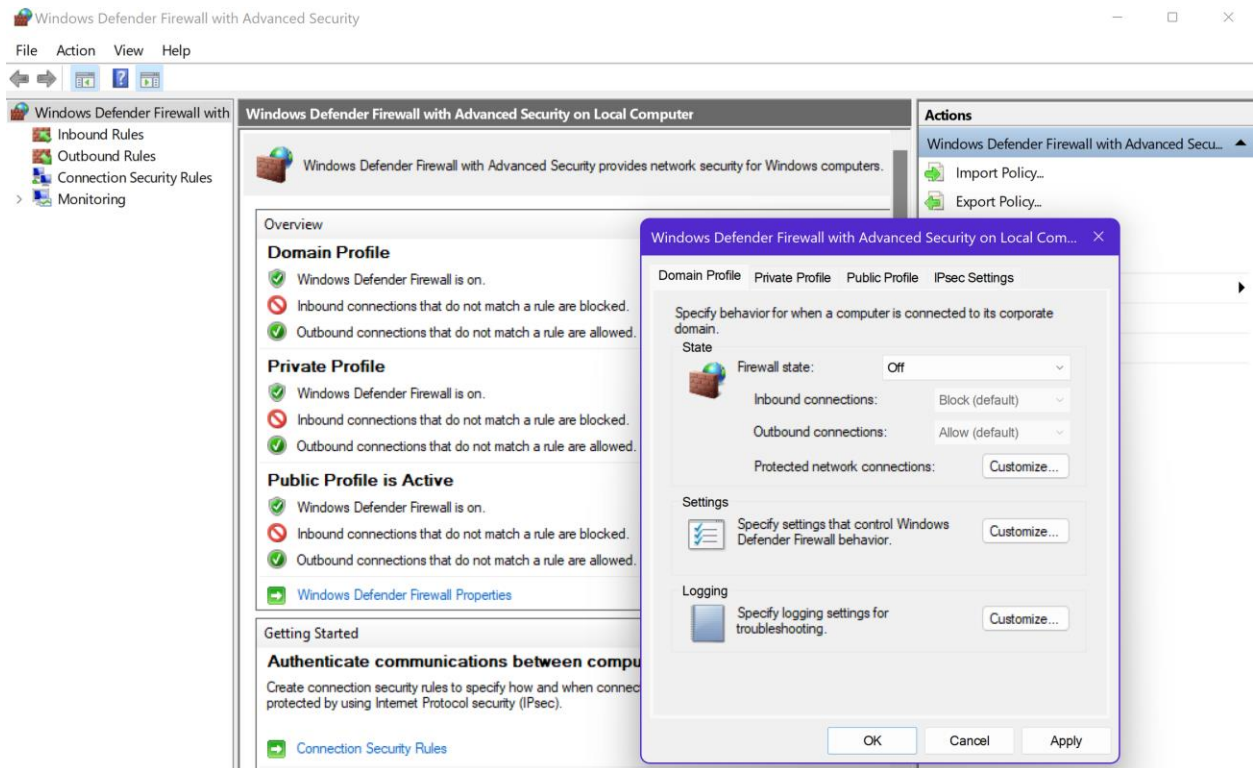 Windows Defender Firewall with Advanced Security
File Action View Help
Windows Defender Firewall with
Inbound Rules
Outbound Rules
Connection Security Rules
Monitoring
Windows Defender Firewall with Advanced Security on Local Computer
Windows Defender Firewall with Advanced Security provides network security for Windows computers.
Overview
Domain Profile
Windows Defender Firewall is on.
Inbound connections that do not match a rule are blocked.
Outbound connections that do not match a rule are allowed.
Private Profile
Windows Defender Firewall is on.
Inbound connections that do not match a rule are blocked.
Outbound connections that do not match a rule are allowed.
Public Profile is Active
Windows Defender Firewall is on.
Inbound connections that do not match a rule are blocked.
Outbound connections that do not match a rule are allowed.
Windows Defender Firewall Properties
Getting Started
Authenticate communications between compu
Create connection security rules to specify how and when connec
protected by using Internet Protocol security (IPsec).
Connection Security Rules
Actions
Windows Defender Firewall with Advanced Secu...
Import Policy...
Export Policy...
Windows Defender Firewall with Advanced Security on Local Com...
Domain Profile Private Profile Public Profile IPsec Settings
Specify behavior for when a computer is connected to its corporate
domain.
State
Firewall state: Off
Inbound connections: Block (default)
Outbound connections: Allow (default)
Protected network connections: Customize...
Settings
Specify settings that control Windows
Defender Firewall behavior.
Customize...
Logging
Specify logging settings for
troubleshooting.
Customize...
OK Cancel Apply